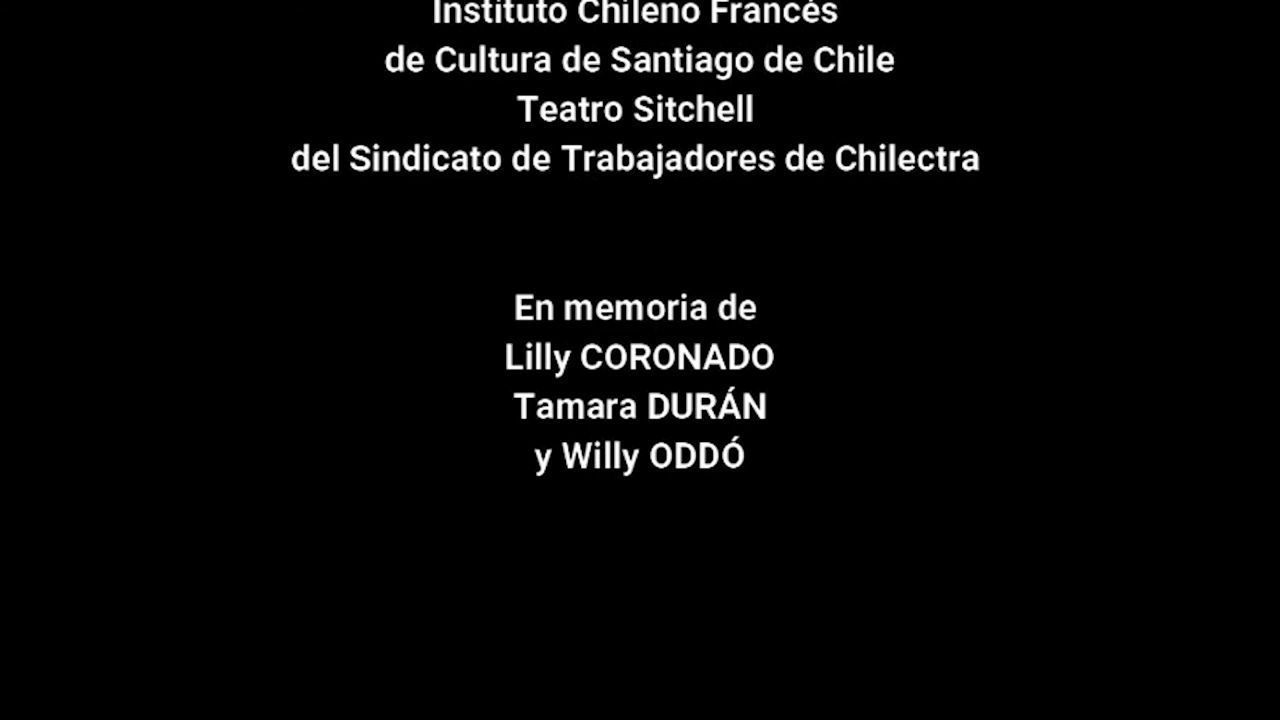 Instituto Chileno Francés
de Cultura de Santiago de Chile
Teatro Sitchell
del Sindicato de Trabajadores de Chilectra
En memoria de
Lilly CORONADO
Tamara DURÁN
y Willy ODDÓ